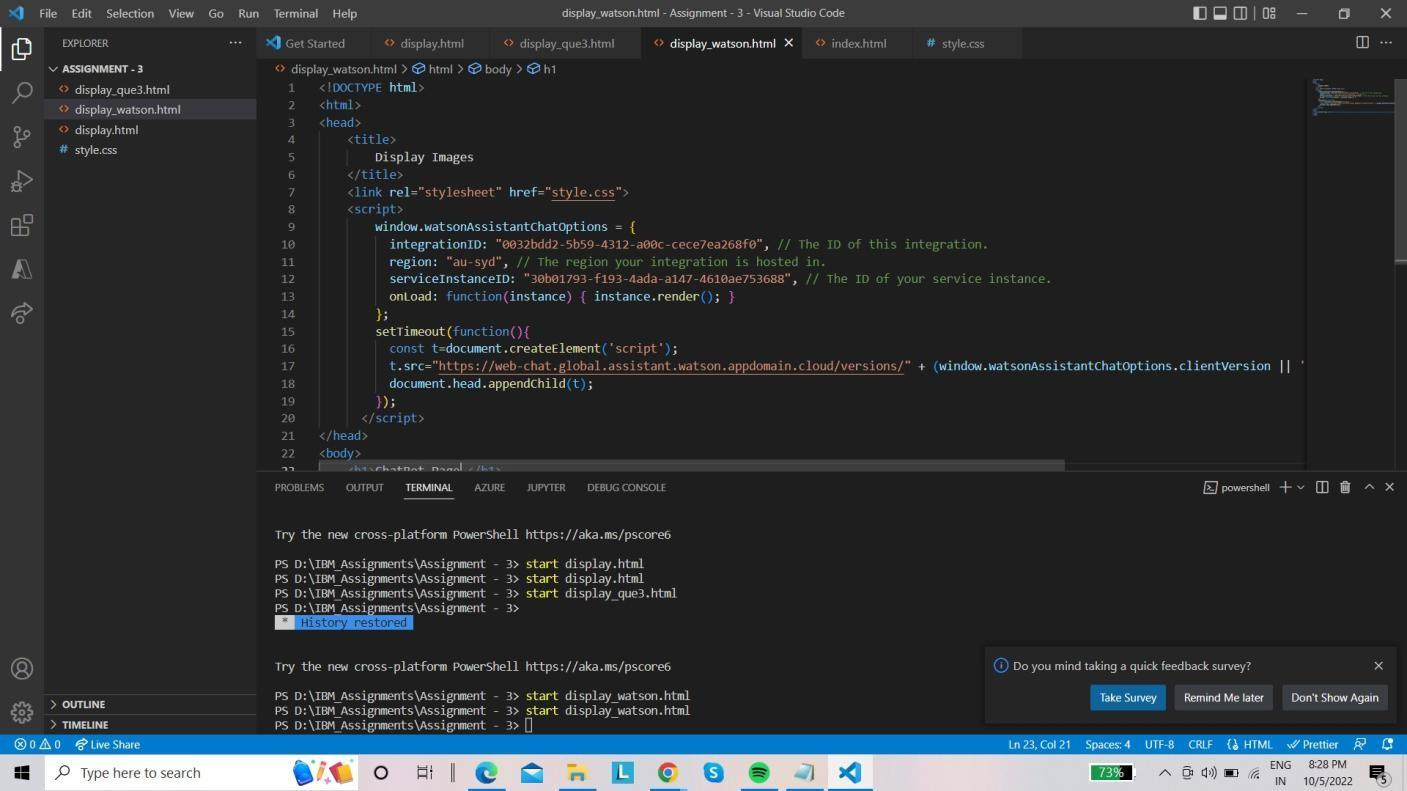 File Edit Selection View Go Run Terminal Help display_watson.html - Assignment - 3 - Visual Studio Code
EXPLORER
ASSIGNMENT - 3
display_que3.html
display_watson.html
display.html
style.css
OUTLINE
TIMELINE
Get Started display.html display_que3.html display_watson.html index.html style.css
display_watson.html > html > body > h1
1 <!DOCTYPE html>
2 <html>
3 <head>
4 <title>
5 Display Images
6 </title>
7 <link rel="stylesheet" href="style.css">
8 <script>
9 window.watsonAssistantChatOptions = {
10 integrationID: "0032bdd2-5b59-4312-a00c-cece7ea268f0", // The ID of this integration.
11 region: "au-syd", // The region your integration is hosted in.
12 serviceInstanceID: "30b01793-f193-4ada-a147-4610ae753688", // The ID of your service instance.
13 onLoad: function(instance) { instance.render(); }
14 };
15 setTimeout(function(){
16 const t=document.createElement('script');
17 t.src="https://web-chat.global.assistant.watson.appdomain.cloud/versions/" + (window.watsonAssistantChatOptions.clientVersion || '
18 document.head.appendChild(t);
19 });
20 </script>
21 </head>
22 <body>
23 <h1>ChatBot Page </h1>
PROBLEMS OUTPUT TERMINAL AZURE JUPYTER DEBUG CONSOLE powershell
Try the new cross-platform PowerShell https://aka.ms/pscore6
PS D:\IBM_Assignments\Assignment - 3> start display.html
PS D:\IBM_Assignments\Assignment - 3> start display.html
PS D:\IBM_Assignments\Assignment - 3> start display_que3.html
PS D:\IBM_Assignments\Assignment - 3>
* History restored
Try the new cross-platform PowerShell https://aka.ms/pscore6
PS D:\IBM_Assignments\Assignment - 3> start display_watson.html
PS D:\IBM_Assignments\Assignment - 3> start display_watson.html
PS D:\IBM_Assignments\Assignment - 3>
Do you mind taking a quick feedback survey?
Take Survey Remind Me later Don't Show Again
0 0 Live Share Ln 23, Col 21 Spaces: 4 UTF-8 CRLF HTML Prettier
Type here to search 73% ENG 8:28 PM
IN 10/5/2022 5